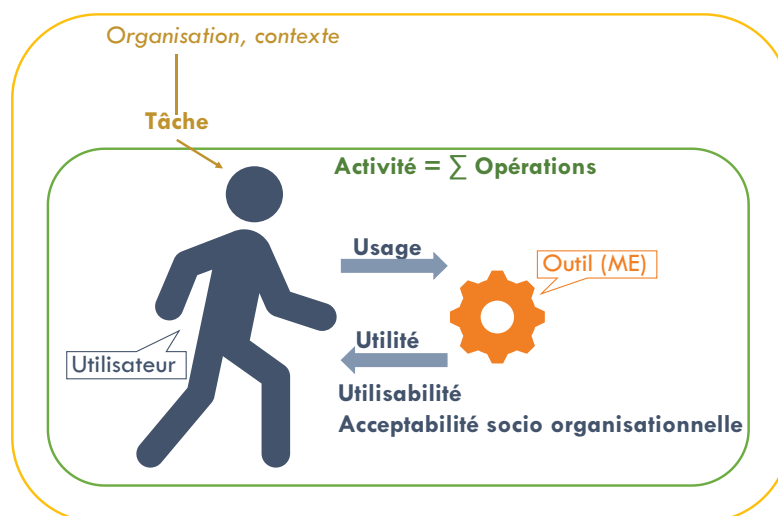 Organisation, contexte
Tâche
Activité = ∑ Opérations
Usage
Outil (ME)
Utilité
Utilisateur
Utilisabilité
Acceptabilité socio organisationnelle